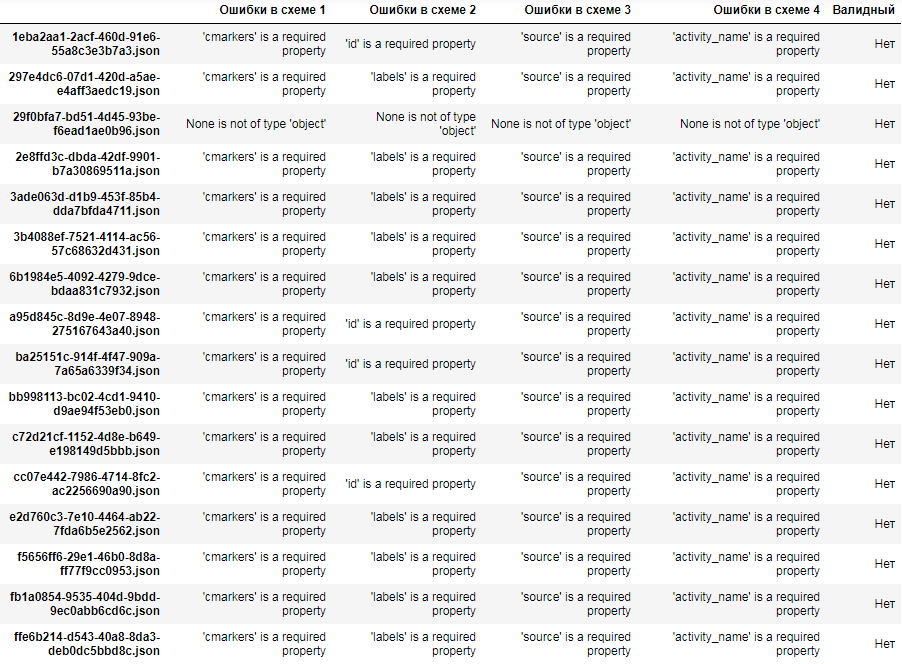 Ошибки в схеме 1 Ошибки в схеме 2 Ошибки в схеме 3 Ошибки в схеме 4 Валидный
1eba2aa1-2acf-460d-91e6-55a8c3e3b7a3.json 'cmarkers' is a required property 'id' is a required property 'source' is a required property 'activity_name' is a required property Нет
297e4dc6-07d1-420d-a5ae-e4aff3aedc19.json 'cmarkers' is a required property 'labels' is a required property 'source' is a required property 'activity_name' is a required property Нет
29f0bfa7-bd51-4d45-93be-f6ead1ae0b96.json None is not of type 'object' None is not of type 'object' None is not of type 'object' None is not of type 'object' Нет
2e8ffd3c-dbda-42df-9901-b7a30869511a.json 'cmarkers' is a required property 'labels' is a required property 'source' is a required property 'activity_name' is a required property Нет
3ade063d-d1b9-453f-85b4-dda7bfda4711.json 'cmarkers' is a required property 'labels' is a required property 'source' is a required property 'activity_name' is a required property Нет
3b4088ef-7521-4114-ac56-57c68632d431.json 'cmarkers' is a required property 'labels' is a required property 'source' is a required property 'activity_name' is a required property Нет
6b1984e5-4092-4279-9dce-bdaa831c7932.json 'cmarkers' is a required property 'labels' is a required property 'source' is a required property 'activity_name' is a required property Нет
a95d845c-8d9e-4e07-8948-275167643a40.json 'cmarkers' is a required property 'id' is a required property 'source' is a required property 'activity_name' is a required property Нет
ba25151c-914f-4f47-909a-7a65a6339f34.json 'cmarkers' is a required property 'id' is a required property 'source' is a required property 'activity_name' is a required property Нет
bb998113-bc02-4cd1-9410-d9ae94f53eb0.json 'cmarkers' is a required property 'labels' is a required property 'source' is a required property 'activity_name' is a required property Нет
c72d21cf-1152-4d8e-b649-e198149d5bbb.json 'cmarkers' is a required property 'labels' is a required property 'source' is a required property 'activity_name' is a required property Нет
cc07e442-7986-4714-8fc2-ac2256690a90.json 'cmarkers' is a required property 'id' is a required property 'source' is a required property 'activity_name' is a required property Нет
e2d760c3-7e10-4464-ab22-7fda6b5e2562.json 'cmarkers' is a required property 'labels' is a required property 'source' is a required property 'activity_name' is a required property Нет
f5656ff6-29e1-46b0-8d8a-ff77f9cc0953.json 'cmarkers' is a required property 'labels' is a required property 'source' is a required property 'activity_name' is a required property Нет
fb1a0854-9535-404d-9bdd-9ec0abb6cd6c.json 'cmarkers' is a required property 'labels' is a required property 'source' is a required property 'activity_name' is a required property Нет
ffe6b214-d543-40a8-8da3-deb0dc5bbd8c.json 'cmarkers' is a required property 'labels' is a required property 'source' is a required property 'activity_name' is a required property Нет